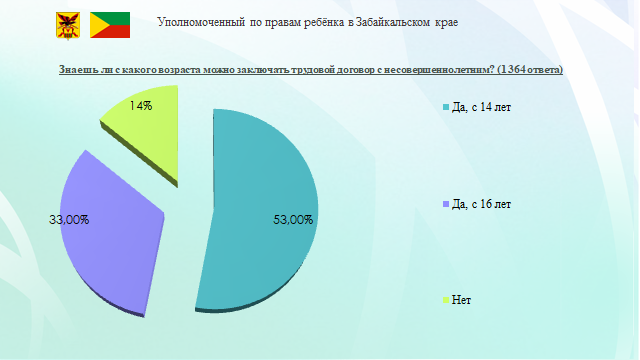 Уполномоченный по правам ребёнка в Забайкальском крае
Знаешь ли с какого возраста можно заключать трудовой договор с несовершеннолетним? (1364 ответа)
14%
Да, с 14 лет
33,00%
53,00%
Да, с 16 лет
Нет